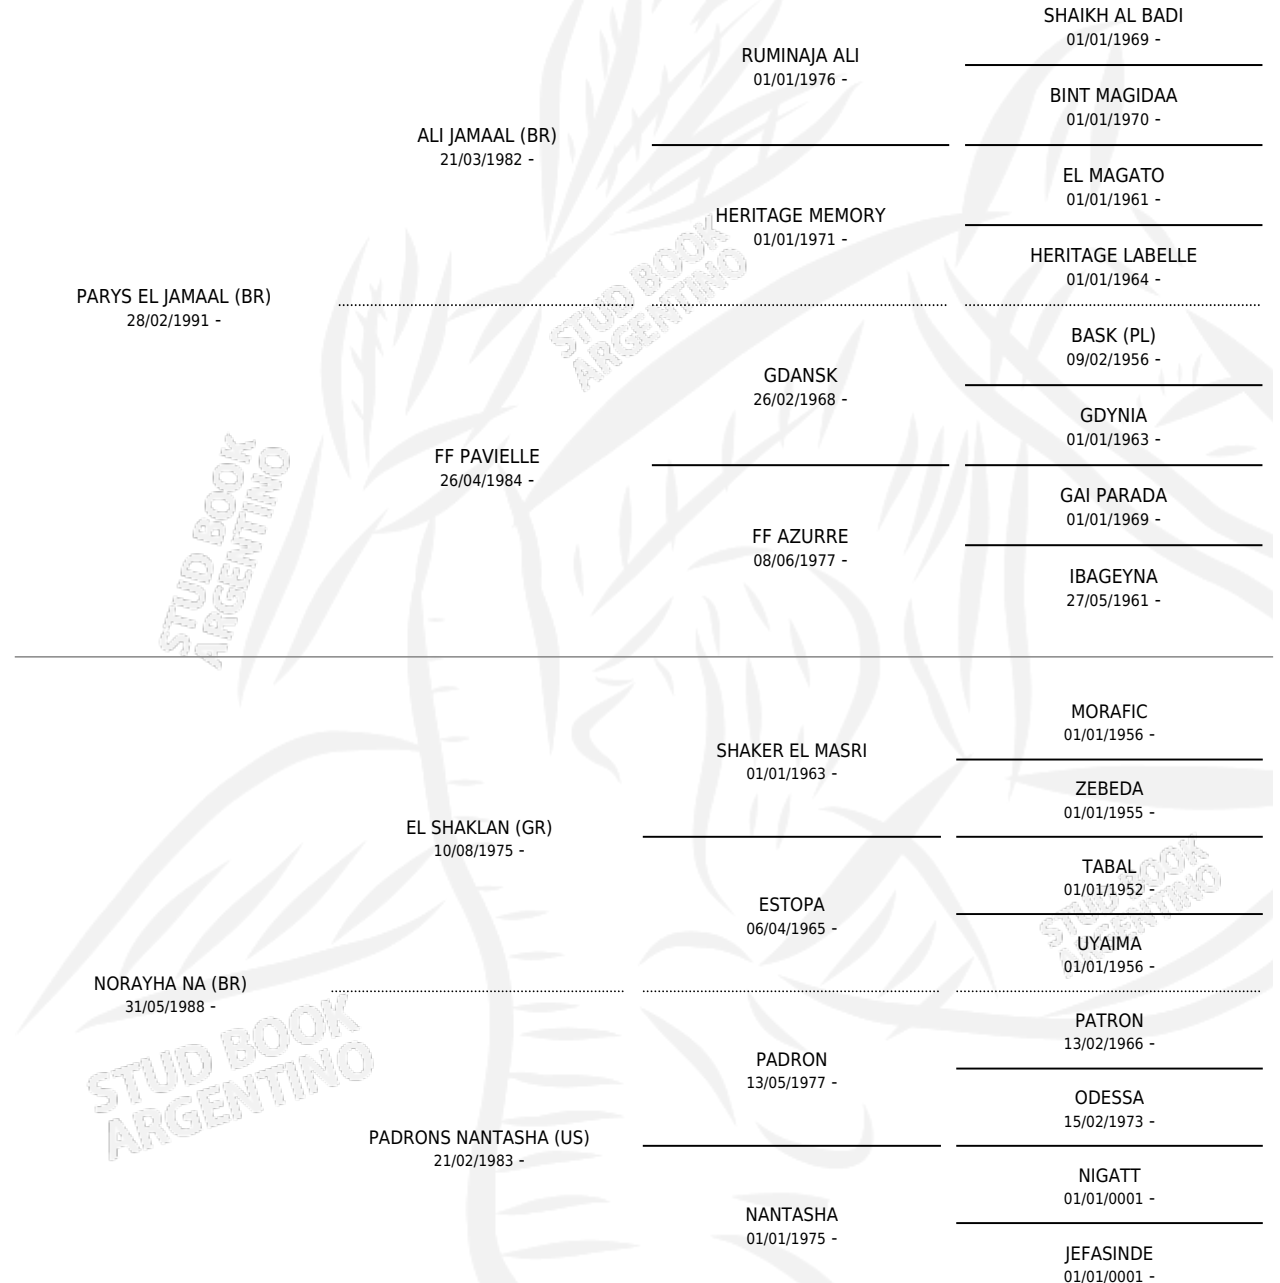 SHAIKH AL BADI
01/01/1969 -
RUMINAJA ALI
01/01/1976 -
BINT MAGIDAA
01/01/1970 -
ALI JAMAAL (BR)
21/03/1982 -
EL MAGATO
01/01/1961 -
HERITAGE MEMORY
01/01/1971 -
HERITAGE LABELLE
01/01/1964 -
PARYS EL JAMAAL (BR)
28/02/1991 -
BASK (PL)
09/02/1956 -
GDANSK
26/02/1968 -
GDYNIA
01/01/1963 -
FF PAVIELLE
26/04/1984 -
GAI PARADA
01/01/1969 -
FF AZURRE
08/06/1977 -
IBAGEYNA
27/05/1961 -
STUD BOOK
ARGENTINO
STUD BOOK
ARGENTINO
MORAFIC
01/01/1956 -
SHAKER EL MASRI
01/01/1963 -
ZEBEDA
01/01/1955 -
EL SHAKLAN (GR)
10/08/1975 -
TABAL
01/01/1952 -
ESTOPA
06/04/1965 -
UYAIMA
01/01/1956 -
NORAYHA NA (BR)
31/05/1988 -
PATRON
13/02/1966 -
PADRON
13/05/1977 -
ODESSA
15/02/1973 -
PADRONS NANTASHA (US)
21/02/1983 -
NIGATT
01/01/0001 -
NANTASHA
01/01/1975 -
JEFASINDE
01/01/0001 -
STUD BOOK
ARGENTINO
STUD BOOK
ARGENTINO